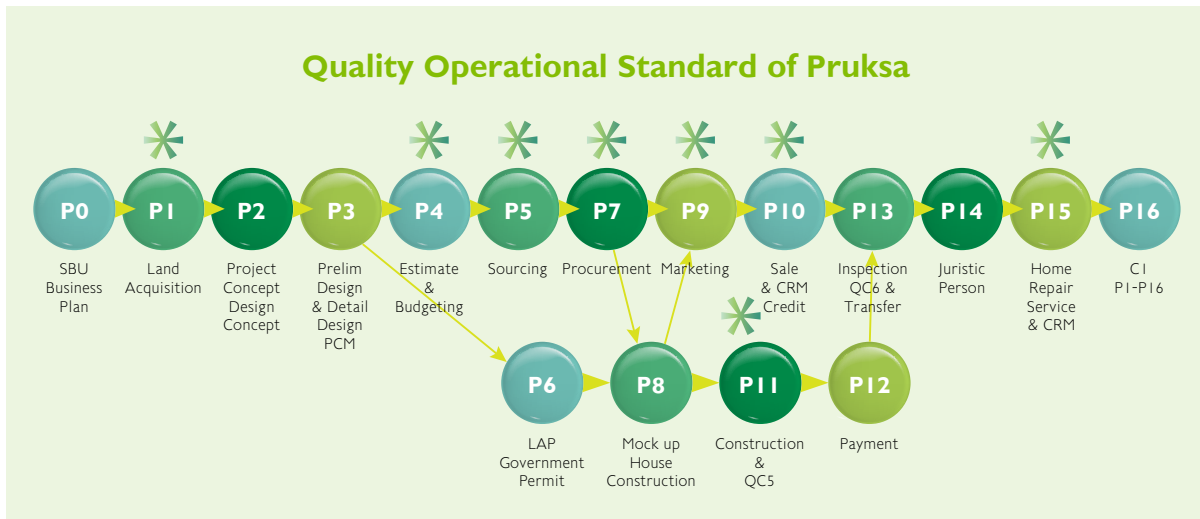 Quality Operational Standard of Pruksa
P0
P1
P2
P3
P4
P5
P7
P9
P10
P13
P14
P15
P16
SBU
Business
Plan
Land
Acquisition
Project
Concept
Design
Concept
Prelim
Design
& Detail
Design
PCM
Estimate
&
Budgeting
Sourcing
Procurement
Marketing
Sale
& CRM
Credit
Inspection
QC6 &
Transfer
Juristic
Person
Home
Repair
Service
& CRM
C1
P1-P16
P6
P8
P11
P12
LAP
Government
Permit
Mock up
House
Construction
Construction
&
QC5
Payment